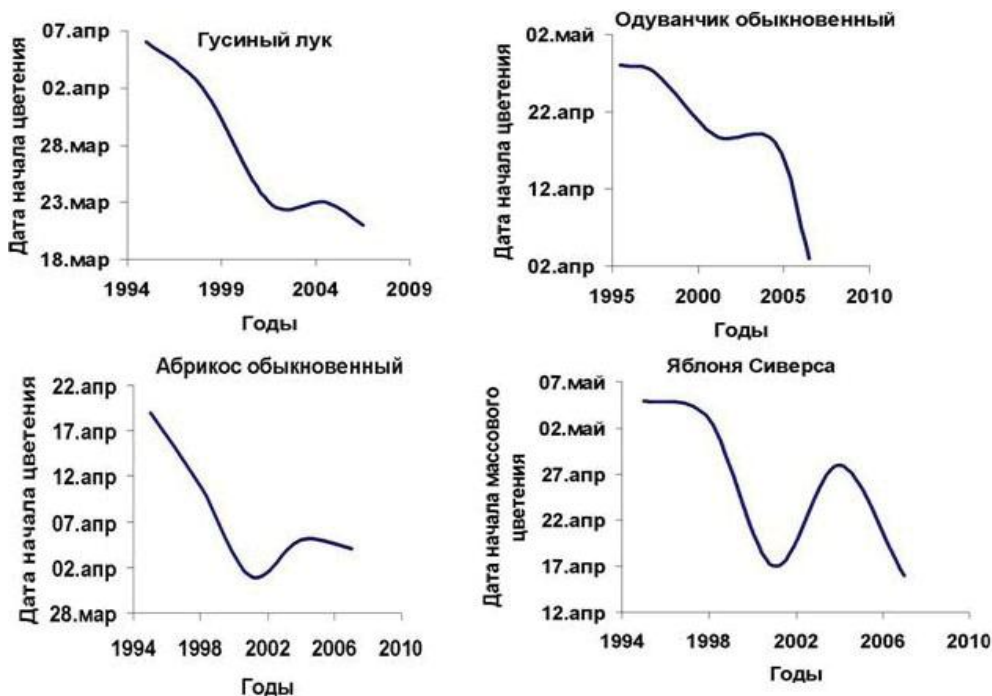 Гусиный лук
Дата начала цветения
07.апр
02.апр
28.мар
23.мар
18.мар
1994 1999 2004 2009
Годы
Одуванчик обыкновенный
Дата начала цветения
02.май
22.апр
12.апр
02.апр
1995 2000 2005 2010
Годы
Абрикос обыкновенный
Дата начала цветения
22.апр
17.апр
12.апр
07.апр
02.апр
28.мар
1994 1998 2002 2006 2010
Годы
Яблоня Сиверса
Дата начала массового
цветения
07.май
02.май
27.апр
22.апр
17.апр
12.апр
1994 1998 2002 2006 2010
Годы